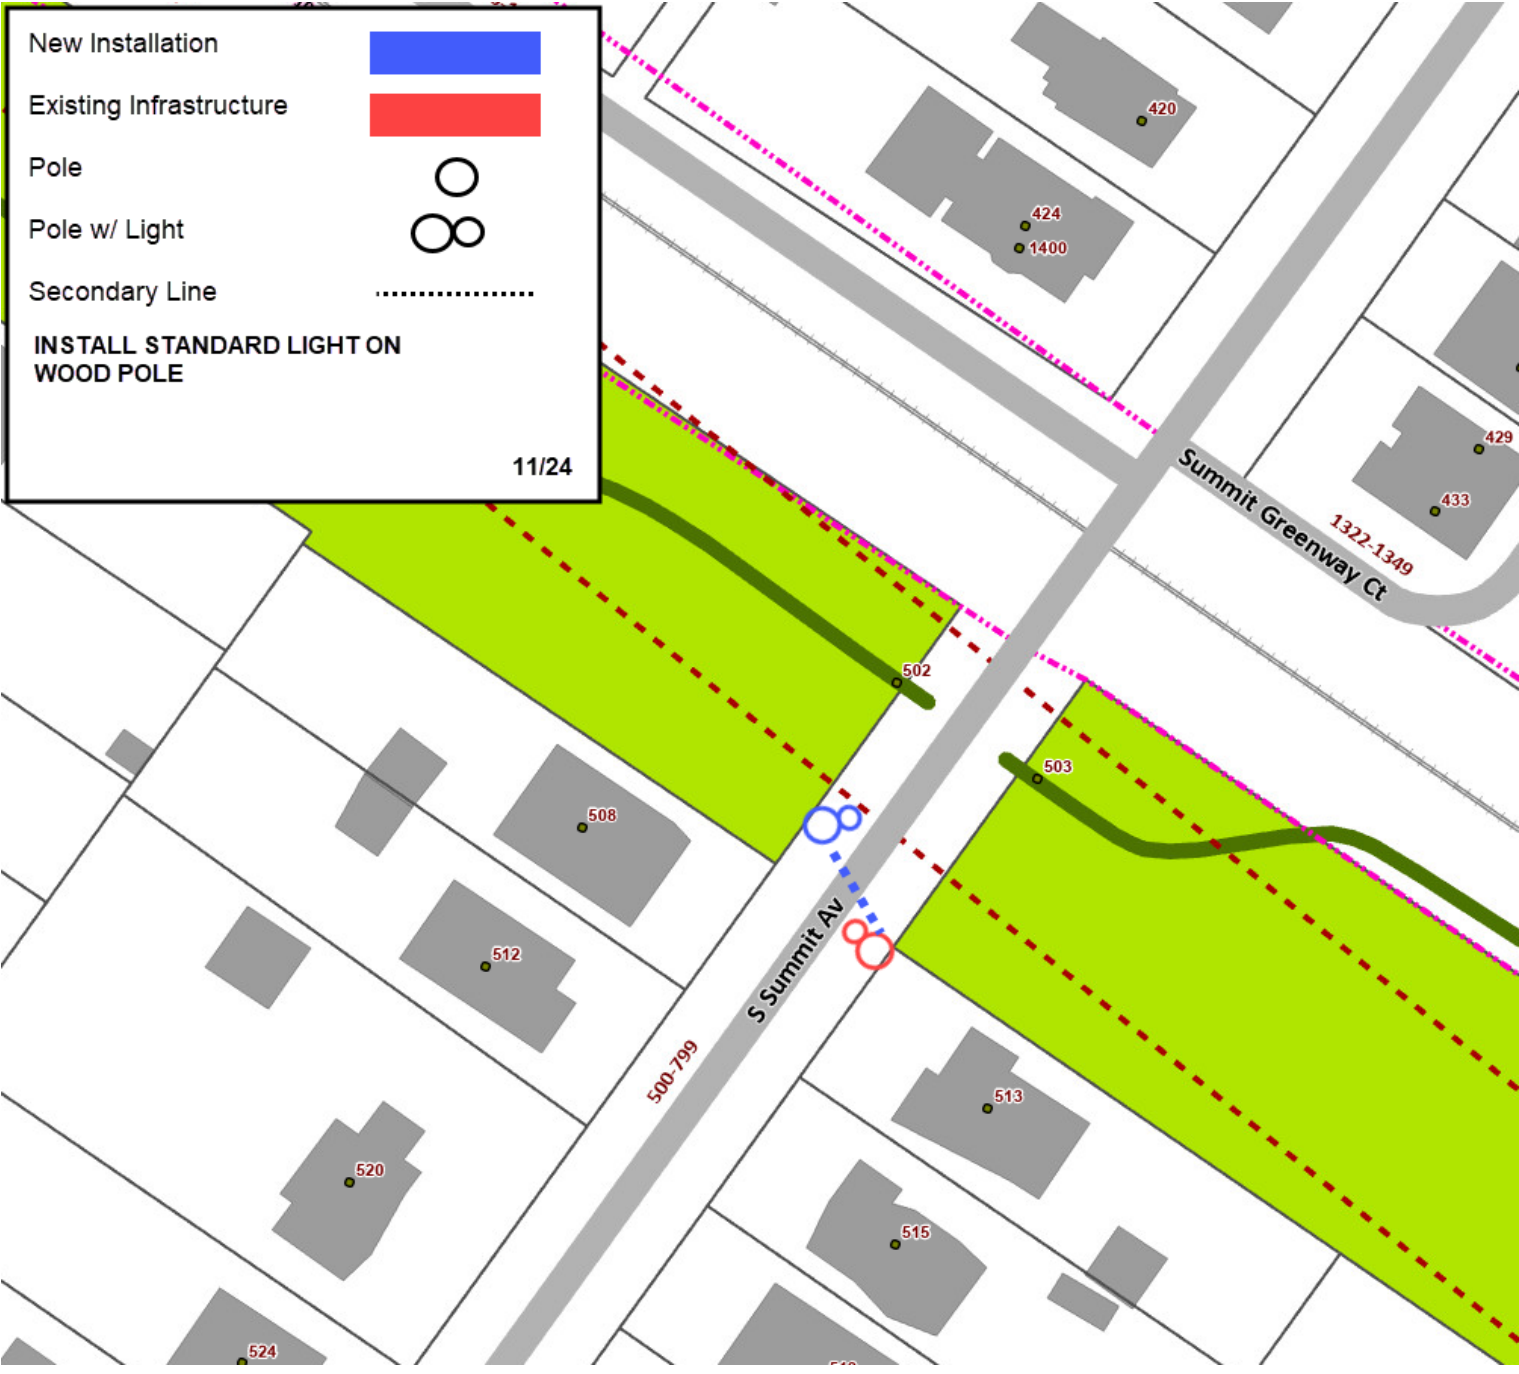 New Installation
Existing Infrastructure
Pole
Pole w/ Light
Secondary Line
INSTALL STANDARD LIGHT ON
WOOD POLE
11/24
420
424
1400
429
433
Summit Greenway Ct
1322-1349
502
503
508
512
S Summit Av
500-799
513
520
515
524